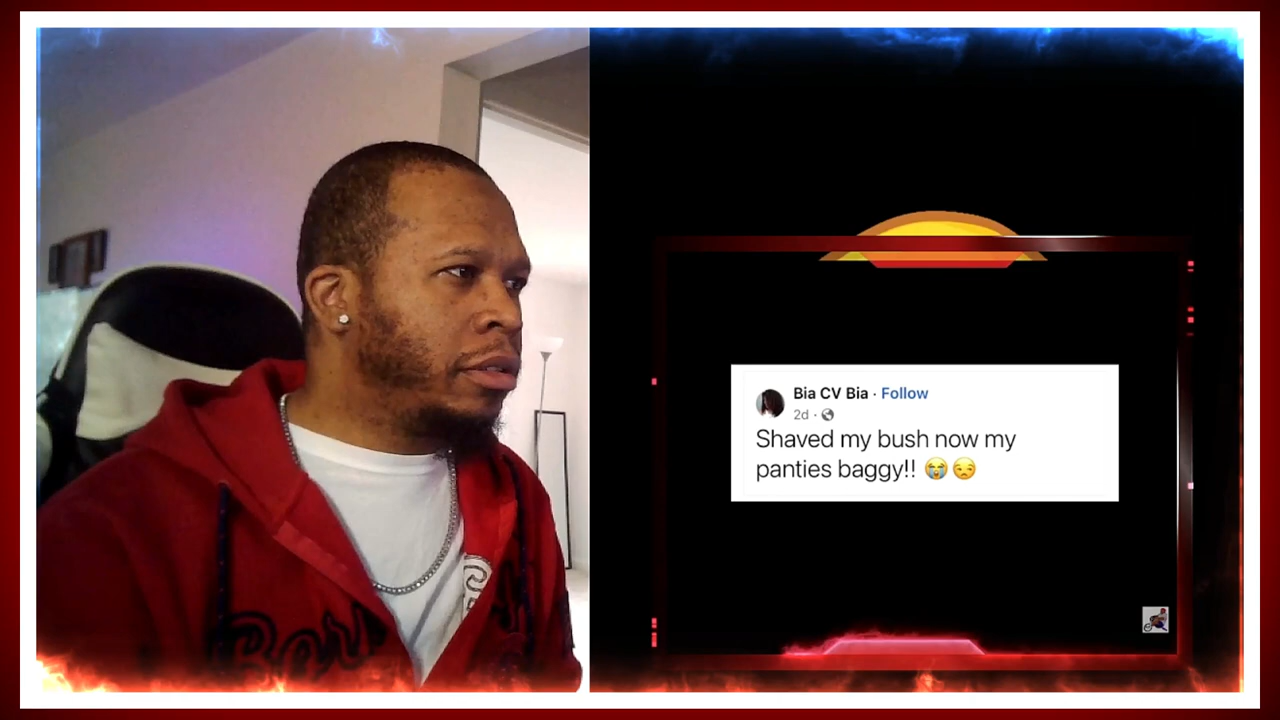 Bia CV Bia · Follow
2d ·
Shaved my bush now my
panties baggy!! 😭😒